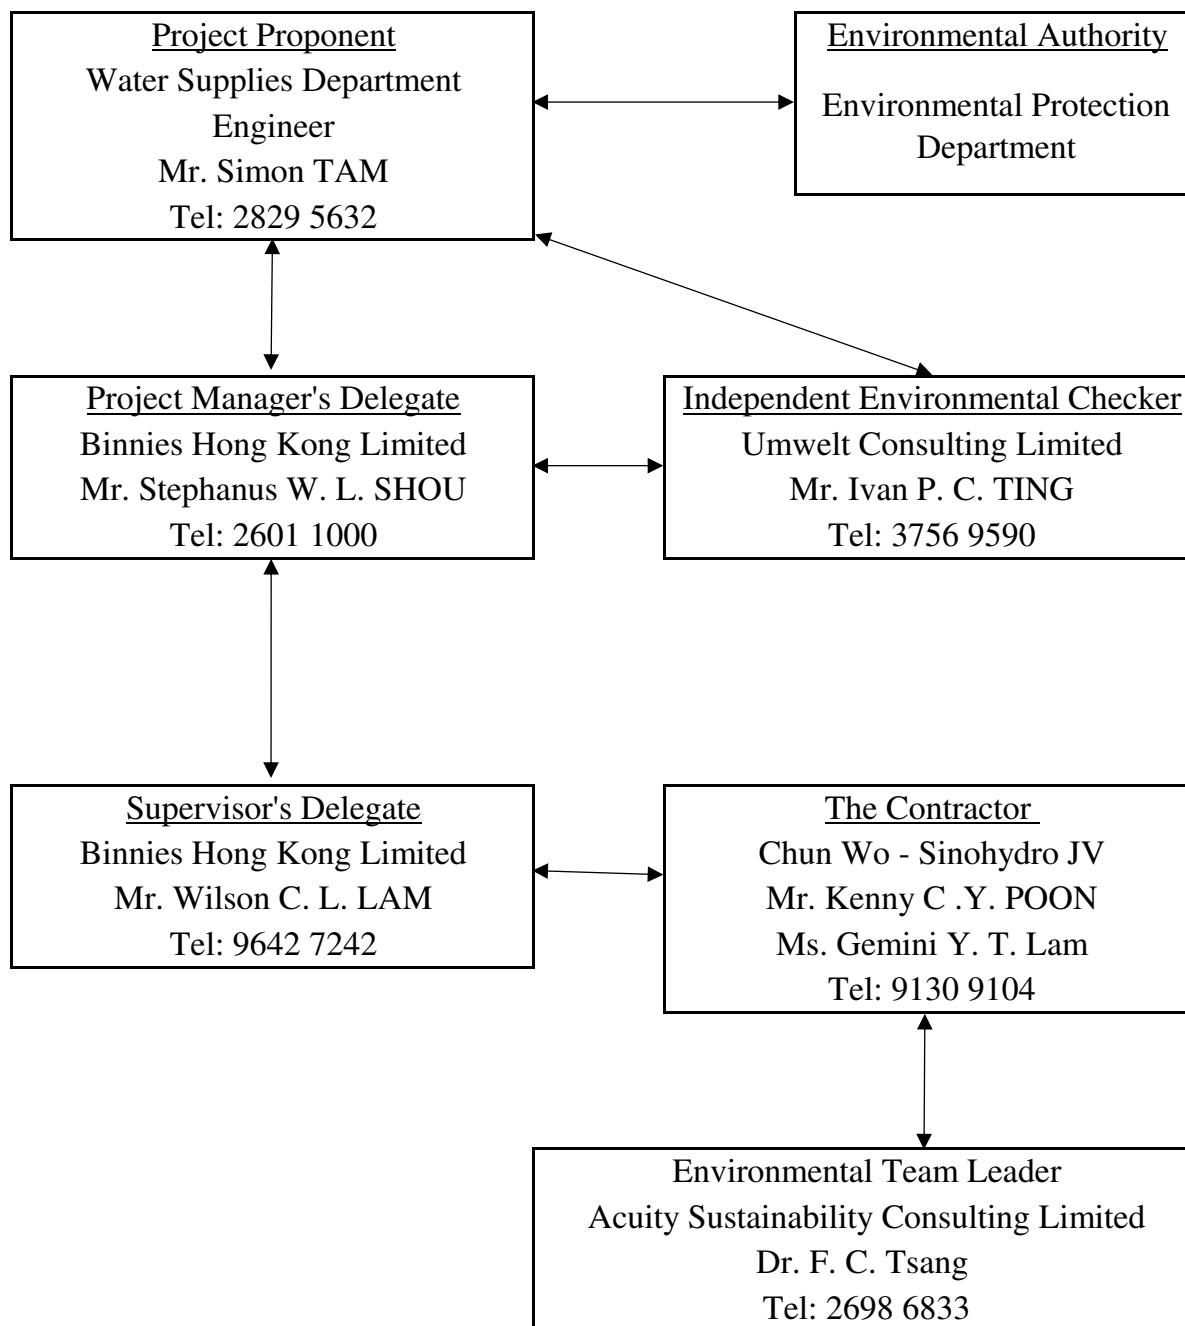 Project Proponent
Water Supplies Department
Engineer
Mr. Simon TAM
Tel: 2829 5632
Environmental Authority
Environmental Protection
Department
Project Manager's Delegate
Binnies Hong Kong Limited
Mr. Stephanus W. L. SHOU
Tel: 2601 1000
Independent Environmental Checker
Umwelt Consulting Limited
Mr. Ivan P. C. TING
Tel: 3756 9590
Supervisor's Delegate
Binnies Hong Kong Limited
Mr. Wilson C. L. LAM
Tel: 9642 7242
The Contractor
Chun Wo - Sinohydro JV
Mr. Kenny C .Y. POON
Ms. Gemini Y. T. Lam
Tel: 9130 9104
Environmental Team Leader
Acuity Sustainability Consulting Limited
Dr. F. C. Tsang
Tel: 2698 6833